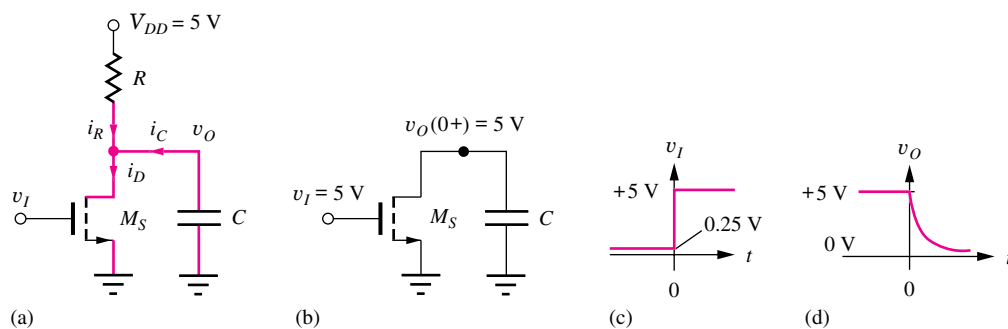 V_DD = 5 V
R
i_R
i_C
v_O
i_D
v_I
M_S
C
(a)
v_O (0+) = 5 V
v_I = 5 V
M_S
C
(b)
v_I
+5 V
0.25 V
t
0
(c)
v_O
+5 V
0 V
t
0
(d)